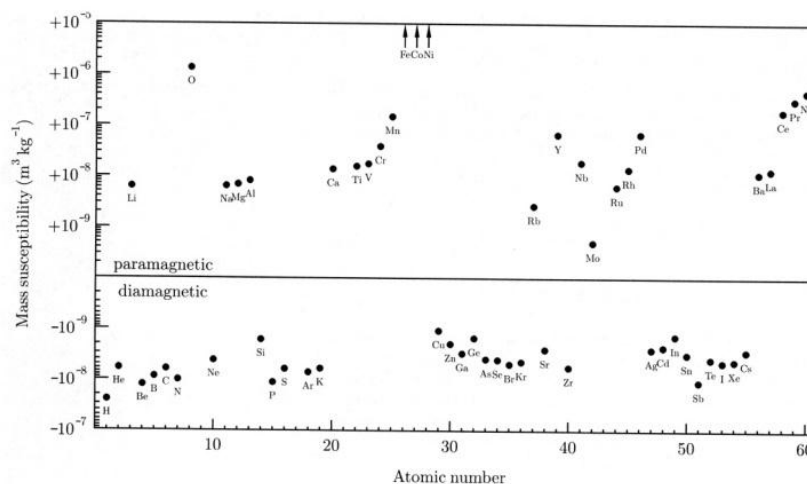 Mass susceptibility (m³ kg⁻¹)
+10⁻⁵
+10⁻⁶
+10⁻⁷
+10⁻⁸
+10⁻⁹
-10⁻⁹
-10⁻⁸
-10⁻⁷
Fe Co Ni
O
Mn
Cr
Li
Na Mg Al
Ca
Ti V
Y
Nb
Pd
Rh
Ru
Rb
Mo
Ce
Pr
N
Ba La
paramagnetic
diamagnetic
H
He
Be
B
C
N
Ne
Si
P
S
Ar
K
Cu
Zn
Ga
Ge
As Se
Br Kr
Sr
Zr
Ag Cd
In
Sn
Sb
Te
I
Xe
Cs
10 20 30 40 50 60
Atomic number